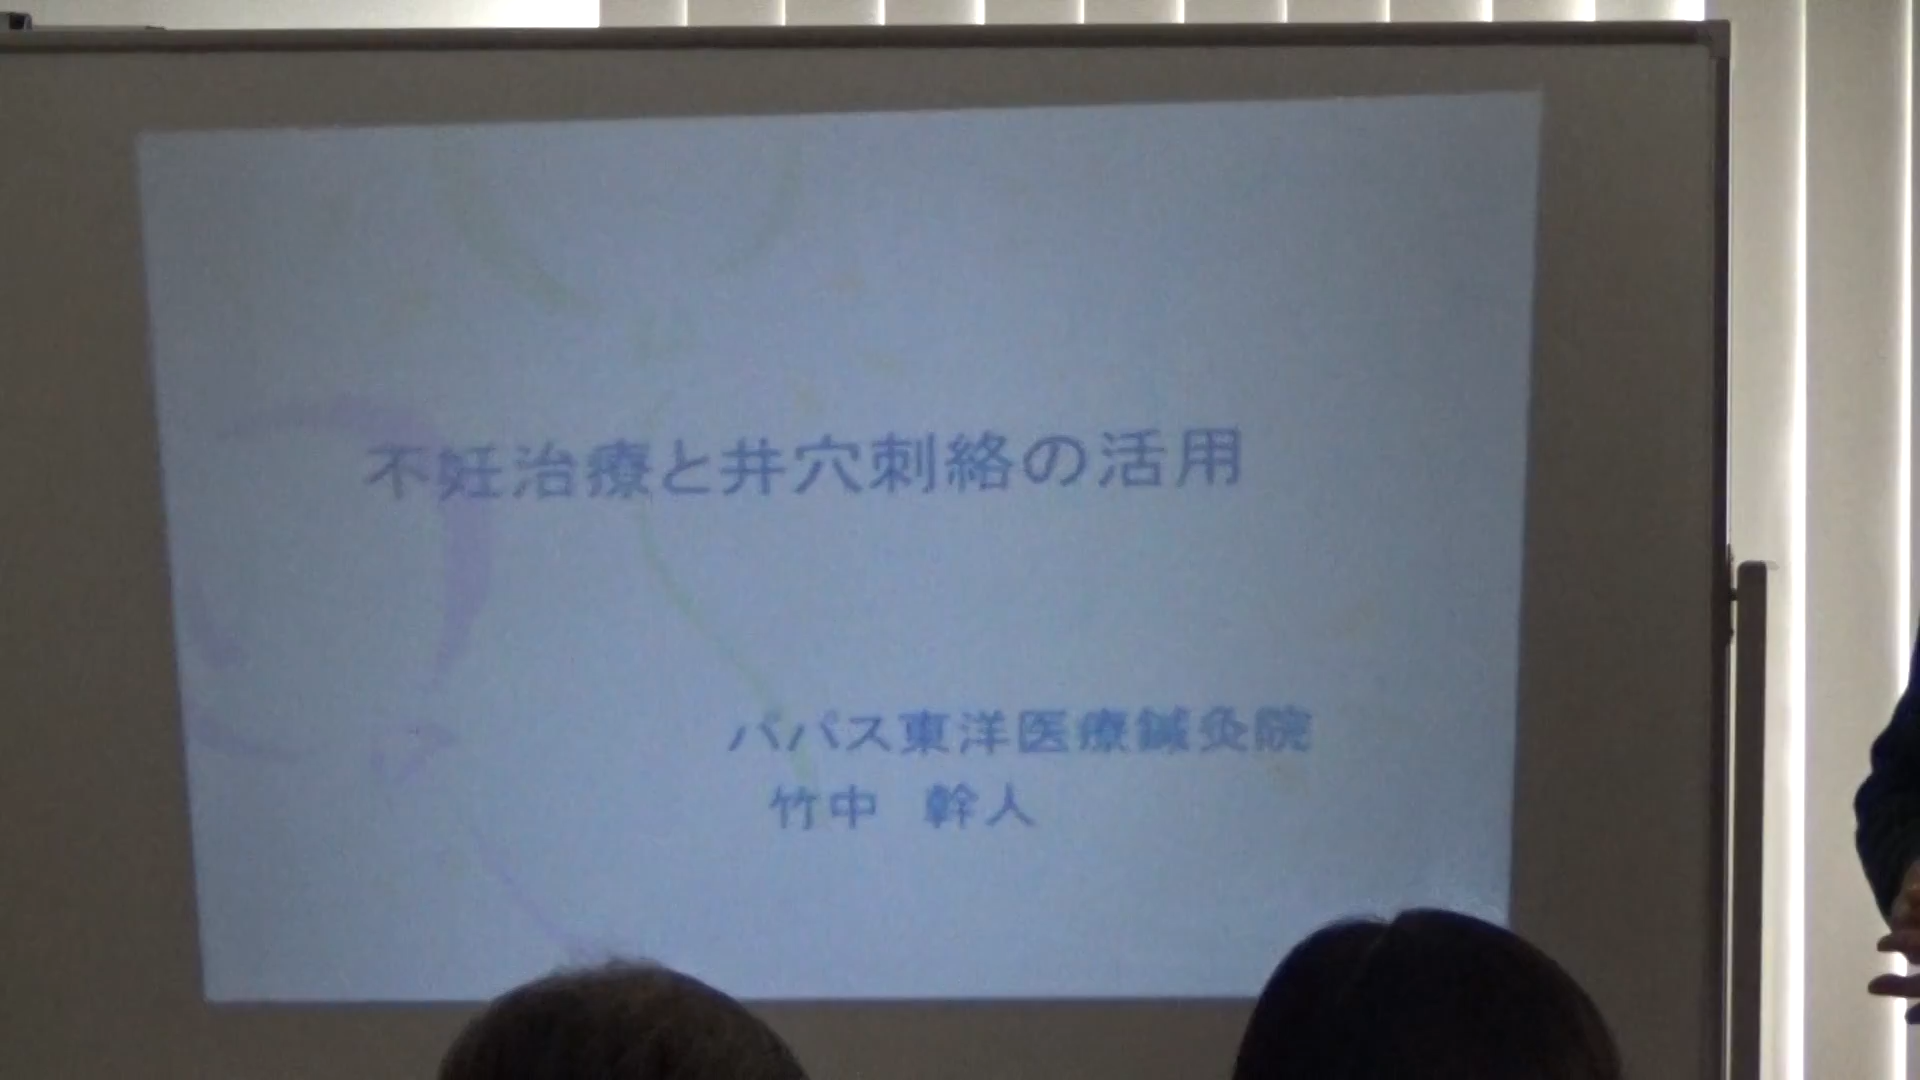 不妊治療と井穴刺絡の活用
パパス東洋医療鍼灸院
竹中 幹人